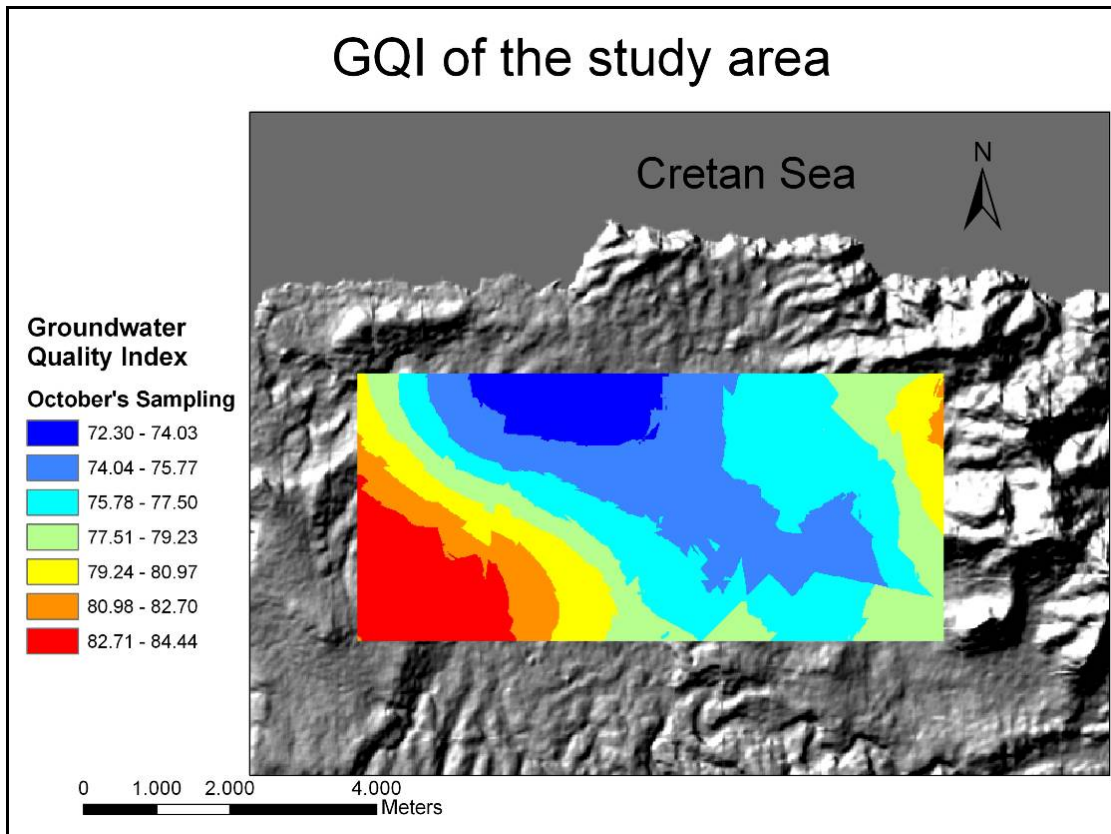 GQI of the study area
Cretan Sea
N
Groundwater
Quality Index
October's Sampling
72.30 - 74.03
74.04 - 75.77
75.78 - 77.50
77.51 - 79.23
79.24 - 80.97
80.98 - 82.70
82.71 - 84.44
0 1.000 2.000 4.000
Meters